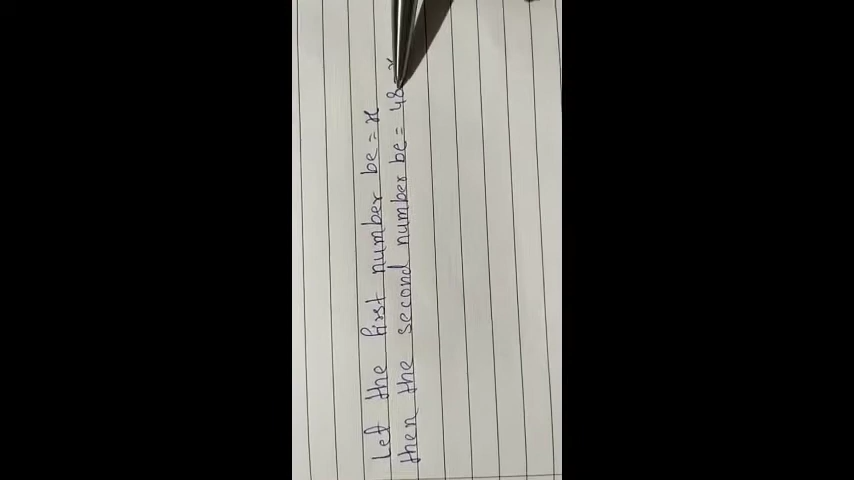 Let the first number be = x
then the second number be = 48 - x